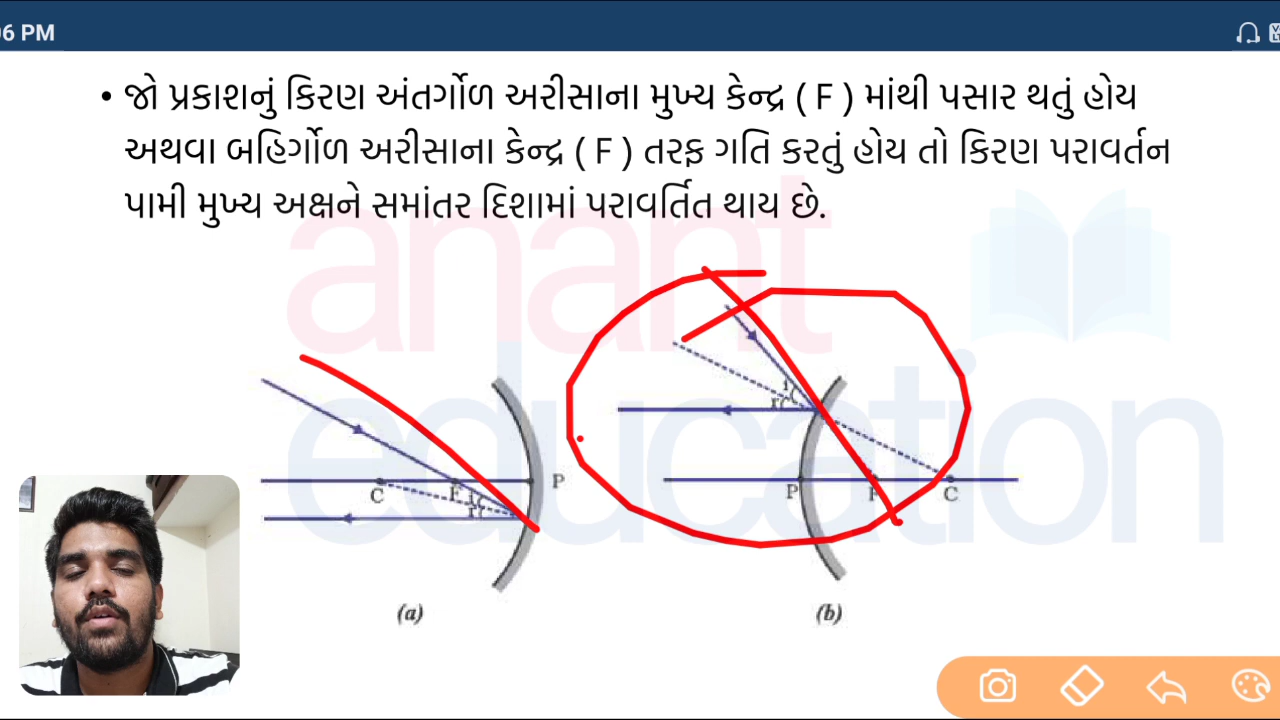 06 PM
• જો પ્રકાશનું કિરણ અંતર્ગોળ અરીસાના મુખ્ય કેન્દ્ર ( F ) માંથી પસાર થતું હોય
અથવા બહિર્ગોળ અરીસાના કેન્દ્ર ( F ) તરફ ગતિ કરતું હોય તો કિરણ પરાવર્તન
પામી મુખ્ય અક્ષને સમાંતર દિશામાં પરાવર્તિત થાય છે.
anant
education
C F i r P
i r P F C
(a) (b)